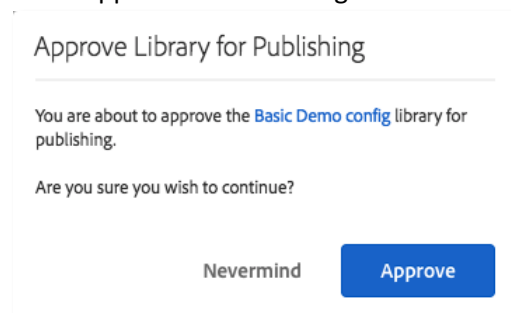 Approve Library for Publishing
You are about to approve the Basic Demo config library for
publishing.
Are you sure you wish to continue?
Nevermind
Approve